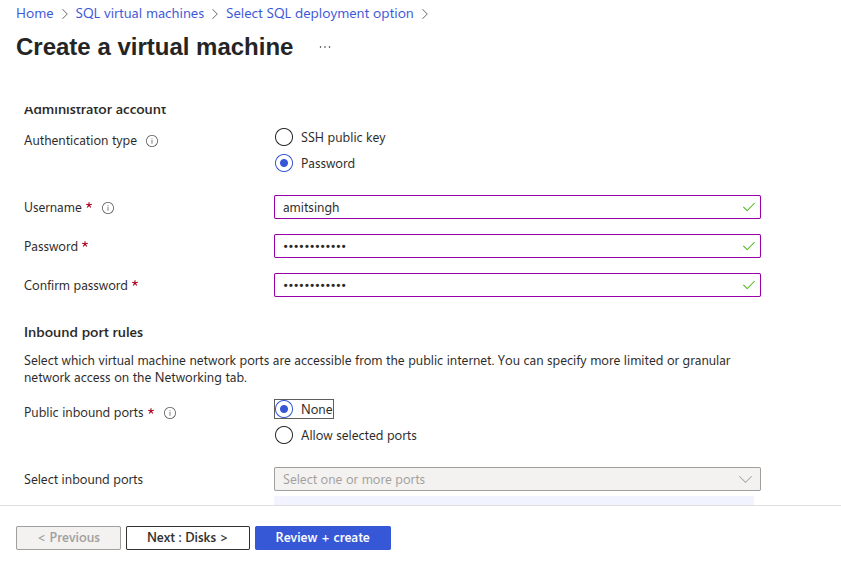 Home > SQL virtual machines > Select SQL deployment option >
Create a virtual machine ...
Administrator account
Authentication type
SSH public key
Password
Username *
amitsingh
Password *
••••••••••••
Confirm password *
••••••••••••
Inbound port rules
Select which virtual machine network ports are accessible from the public internet. You can specify more limited or granular
network access on the Networking tab.
Public inbound ports *
None
Allow selected ports
Select inbound ports
Select one or more ports
< Previous
Next : Disks >
Review + create